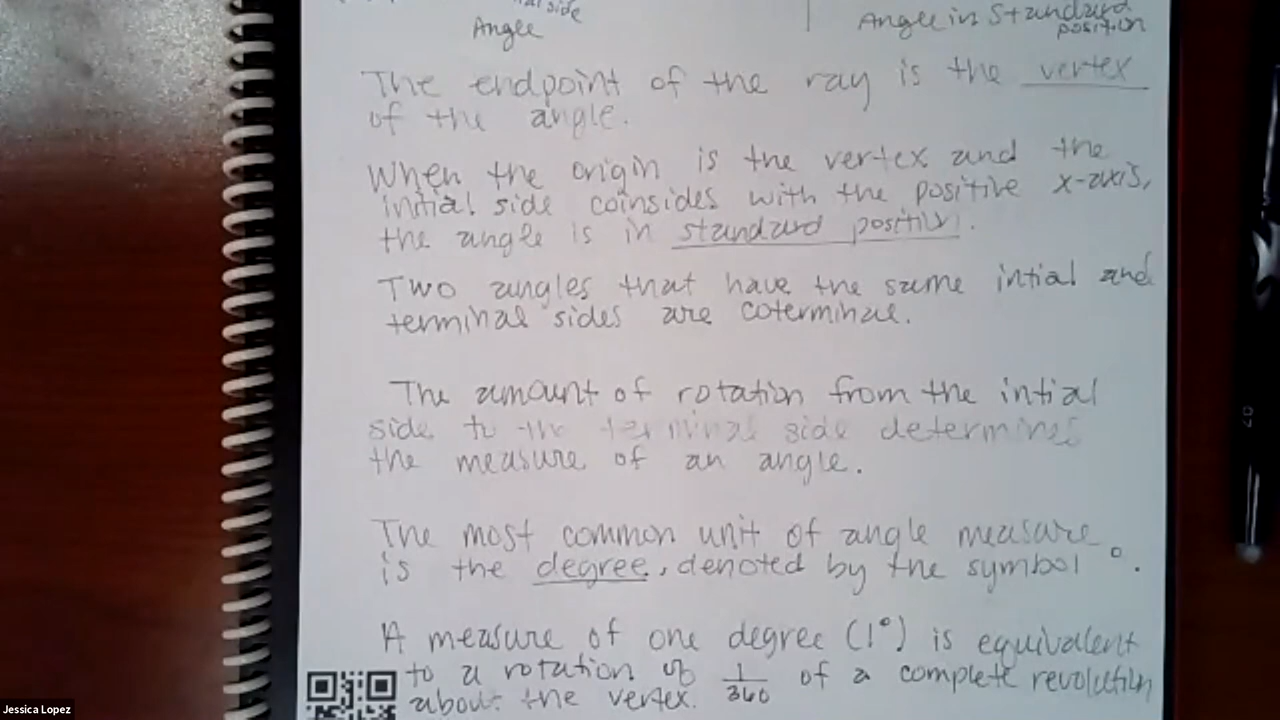 nal side
Angle
Angle in Standard
position
The endpoint of the ray is the vertex
of the angle.
When the origin is the vertex and the
initial side coinsides with the positive x-axis,
the angle is in standard position.
Two angles that have the same intial and
terminal sides are coterminal.
The amount of rotation from the intial
side to the terminal side determines
the measure of an angle.
The most common unit of angle measure
is the degree, denoted by the symbol °.
A measure of one degree (1°) is equivalent
to a rotation of 1/360 of a complete revolution
about the vertex.
Jessica Lopez